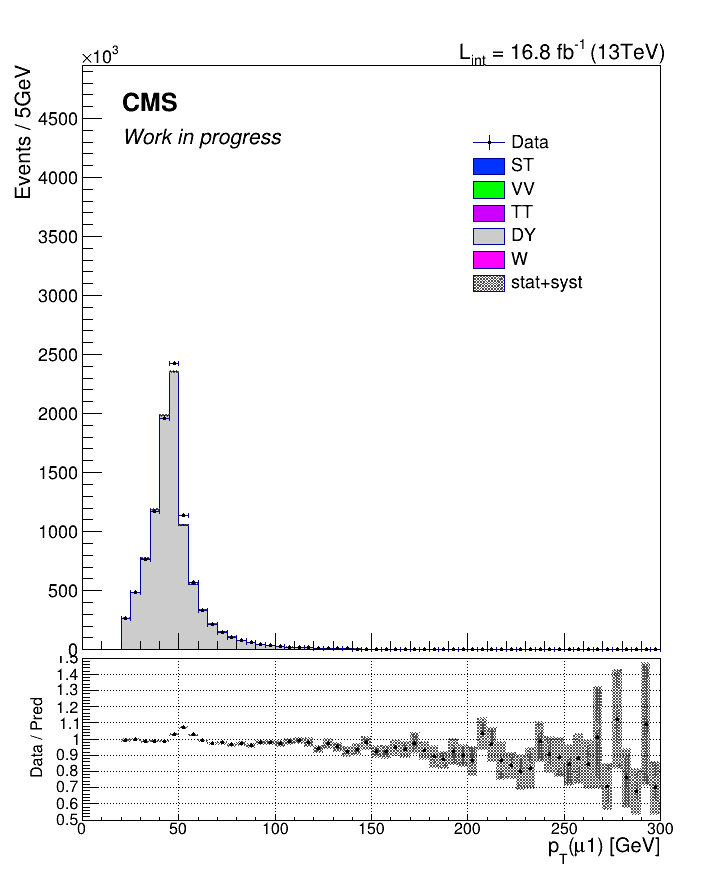 ×10³
L_int = 16.8 fb⁻¹ (13TeV)
Events / 5GeV
CMS
Work in progress
Data
ST
VV
TT
DY
W
stat+syst
4500
4000
3500
3000
2500
2000
1500
1000
500
0
Data / Pred
1.5
1.4
1.3
1.2
1.1
1
0.9
0.8
0.7
0.6
0.5
0 50 100 150 200 250 300
p_T(μ1) [GeV]